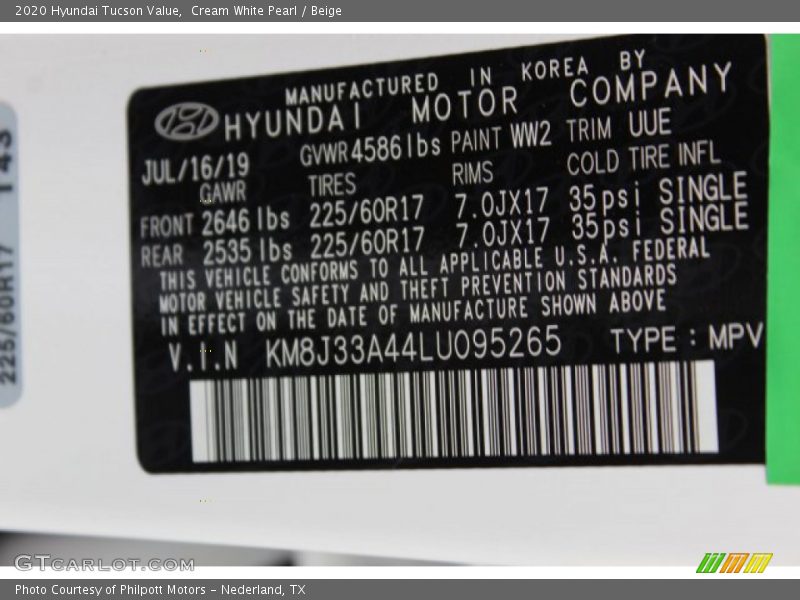 2020 Hyundai Tucson Value, Cream White Pearl / Beige
MANUFACTURED IN KOREA BY
HYUNDAI MOTOR COMPANY
JUL/16/19 GVWR 4586 lbs PAINT WW2 TRIM UUE
GAWR TIRES RIMS COLD TIRE INFL
FRONT 2646 lbs 225/60R17 7.0JX17 35psi SINGLE
REAR 2535 lbs 225/60R17 7.0JX17 35psi SINGLE
THIS VEHICLE CONFORMS TO ALL APPLICABLE U.S.A. FEDERAL
MOTOR VEHICLE SAFETY AND THEFT PREVENTION STANDARDS
IN EFFECT ON THE DATE OF MANUFACTURE SHOWN ABOVE
V.I.N KM8J33A44LU095265 TYPE : MPV
225/60R17 143
GTCARLOT.COM
Photo Courtesy of Philpott Motors - Nederland, TX